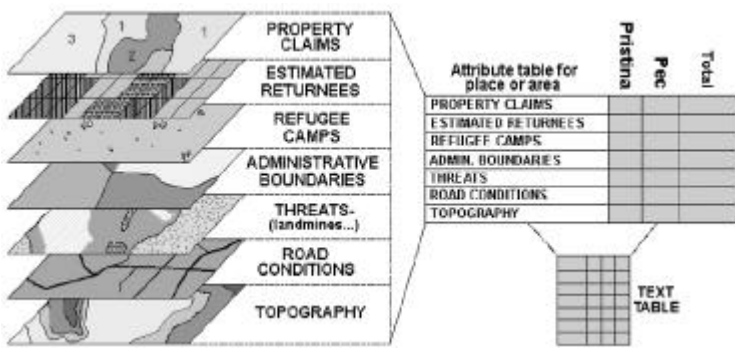 3
1
1
2
PROPERTY
CLAIMS
ESTIMATED
RETURNEES
REFUGEE
CAMPS
ADMINISTRATIVE
BOUNDARIES
THREATS-
(landmines...)
ROAD
CONDITIONS
TOPOGRAPHY
Attribute table for
place or area
Pristina
Pec
Total
PROPERTY CLAIMS
ESTIMATED RETURNEES
REFUGEE CAMPS
ADMIN. BOUNDARIES
THREATS
ROAD CONDITIONS
TOPOGRAPHY
TEXT
TABLE